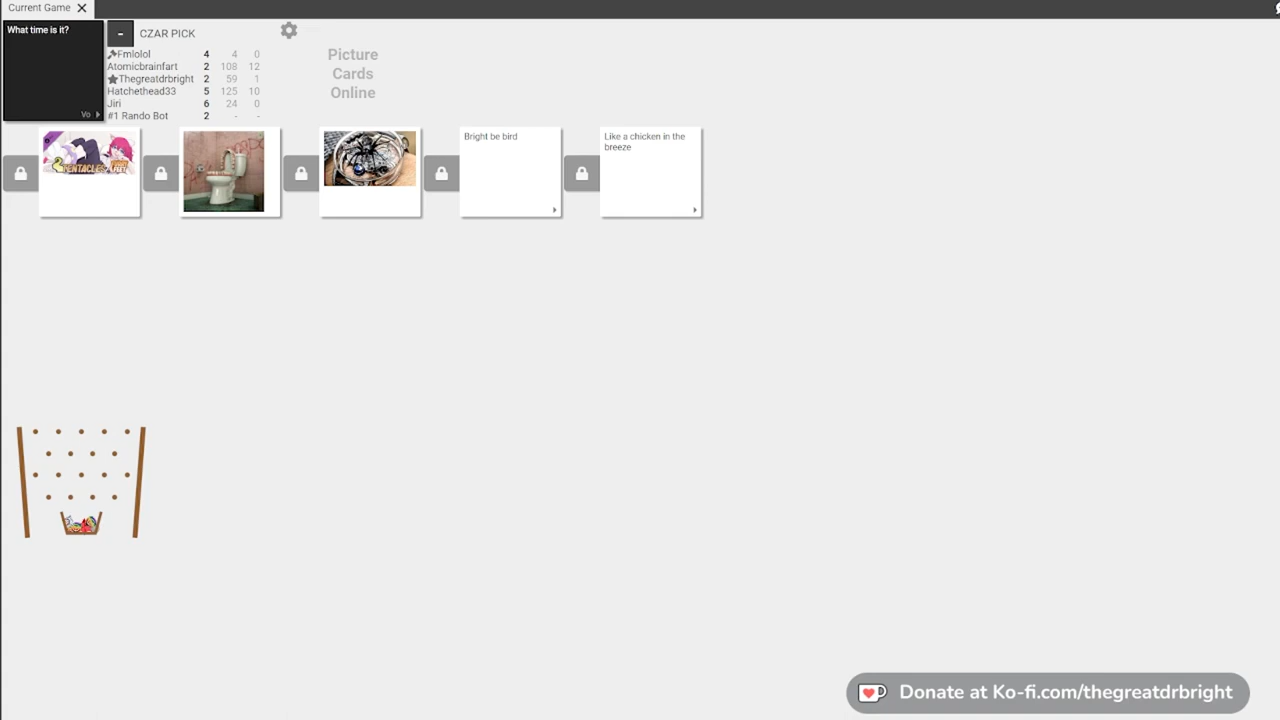 Current Game
What time is it?
Vo
- CZAR PICK
Fmlolol 4 4 0
Atomicbrainfart 2 108 12
Thegreatdrbright 2 59 1
Hatchethead33 5 125 10
Jiri 6 24 0
#1 Rando Bot 2 - -
Picture
Cards
Online
TENTACLES
Bright be bird
Like a chicken in the
breeze
Donate at Ko-fi.com/thegreatdrbright